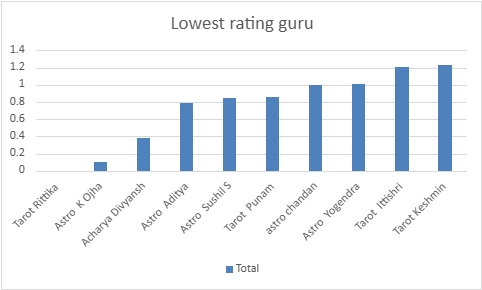 Lowest rating guru
1.4
1.2
1
0.8
0.6
0.4
0.2
0
Tarot Rittika
Astro K Ojha
Acharya Divyansh
Astro Aditya
Astro Sushil S
Tarot Punam
astro chandan
Astro Yogendra
Tarot Ittishri
Tarot Keshmin
Total